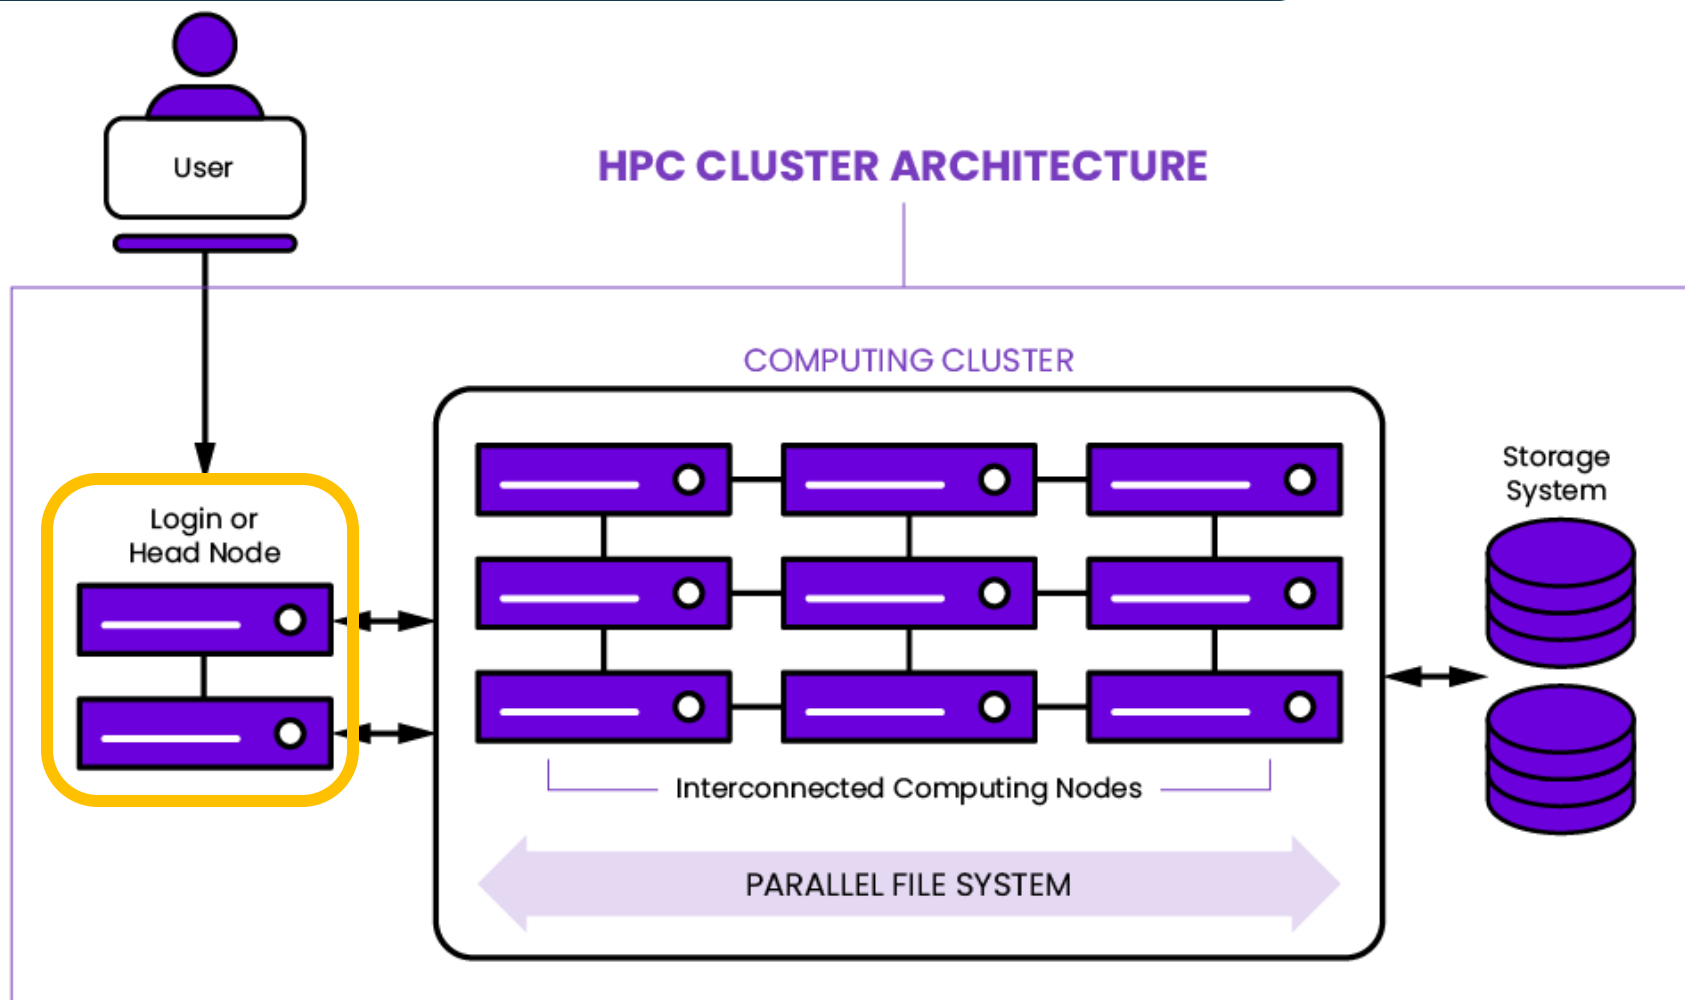 User
HPC CLUSTER ARCHITECTURE
COMPUTING CLUSTER
Login or
Head Node
Storage
System
Interconnected Computing Nodes
PARALLEL FILE SYSTEM